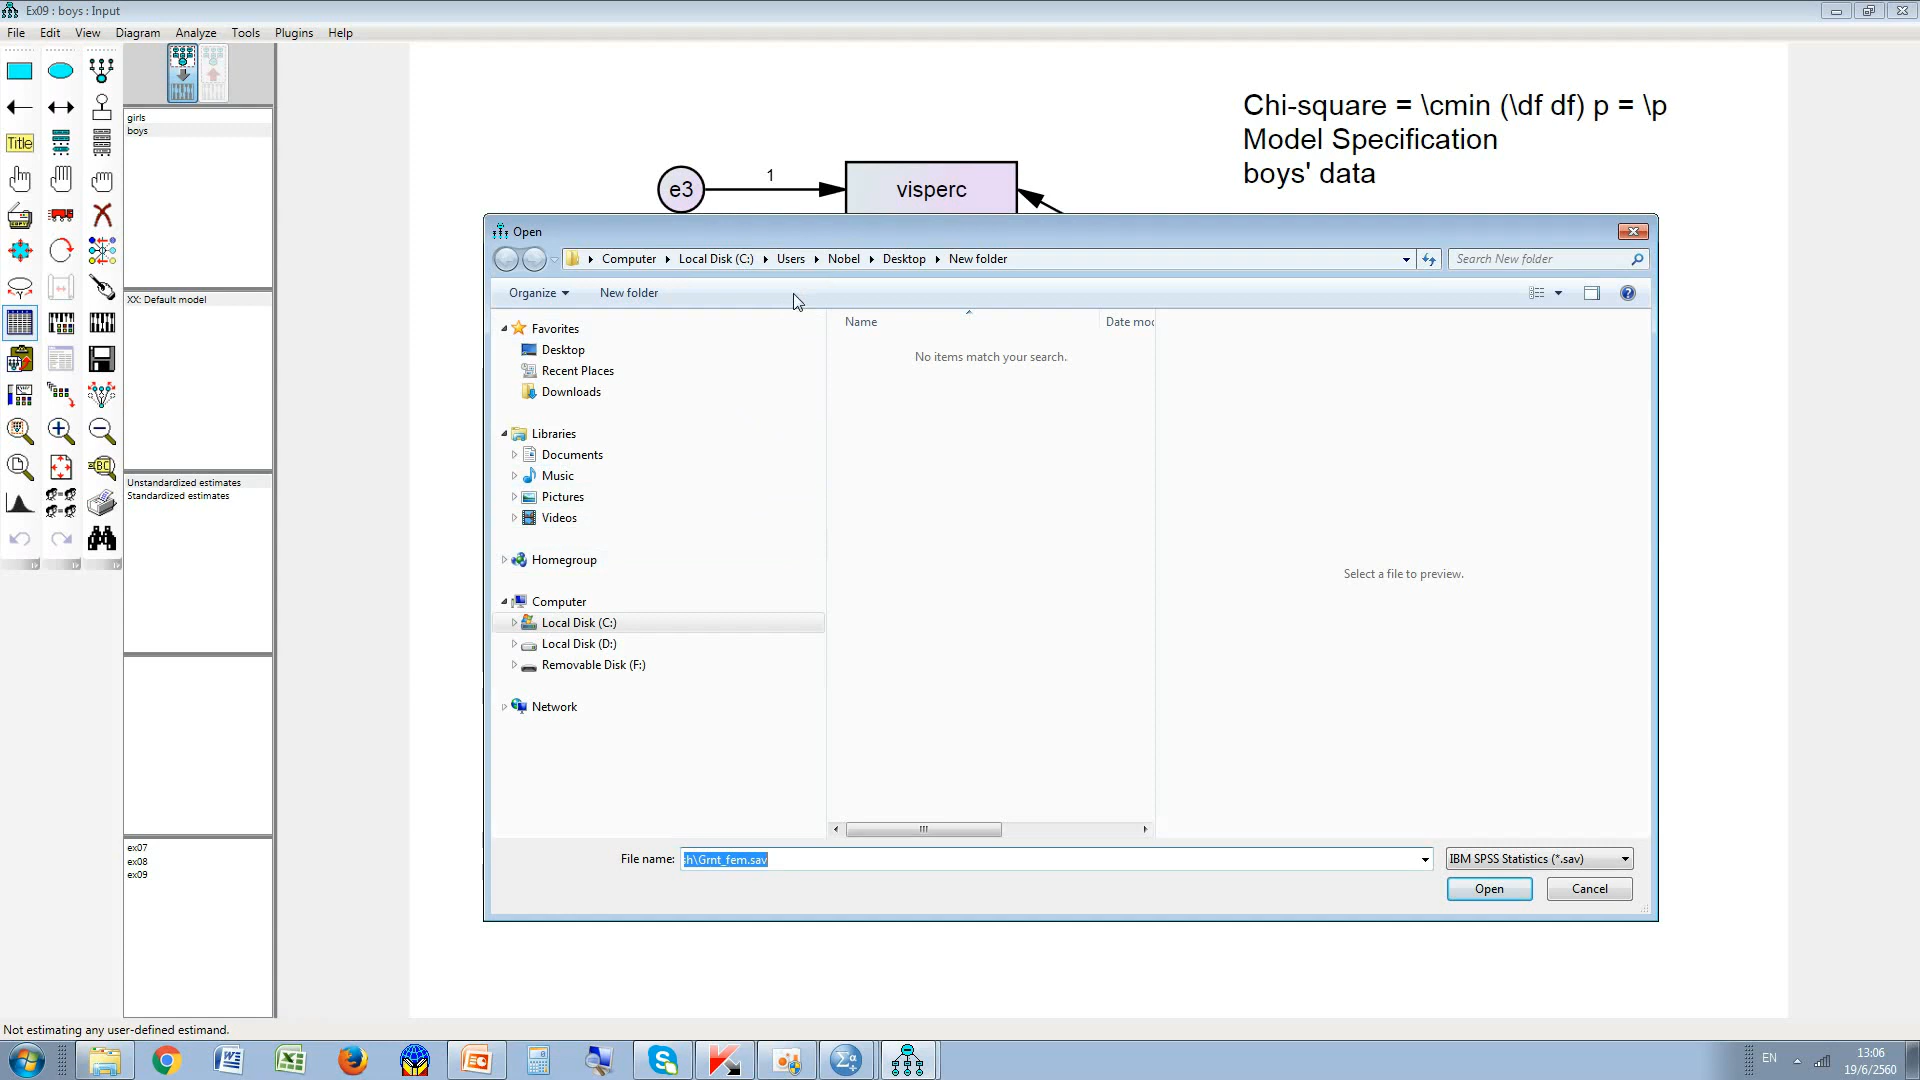 Ex09 : boys : Input
File Edit View Diagram Analyze Tools Plugins Help
Title
girls
boys
XX: Default model
Unstandardized estimates
Standardized estimates
ex07
ex08
ex09
Not estimating any user-defined estimand.
Chi-square = \cmin (\df df) p = \p
Model Specification
boys' data
e3
1
visperc
Open
Computer Local Disk (C:) Users Nobel Desktop New folder
Search New folder
Organize New folder
Name Date mod
No items match your search.
Favorites
Desktop
Recent Places
Downloads
Libraries
Documents
Music
Pictures
Videos
Homegroup
Computer
Local Disk (C:)
Local Disk (D:)
Removable Disk (F:)
Network
Select a file to preview.
File name: sh\Grnt_fem.sav
IBM SPSS Statistics (*.sav)
Open Cancel
EN
13:06
19/6/2560